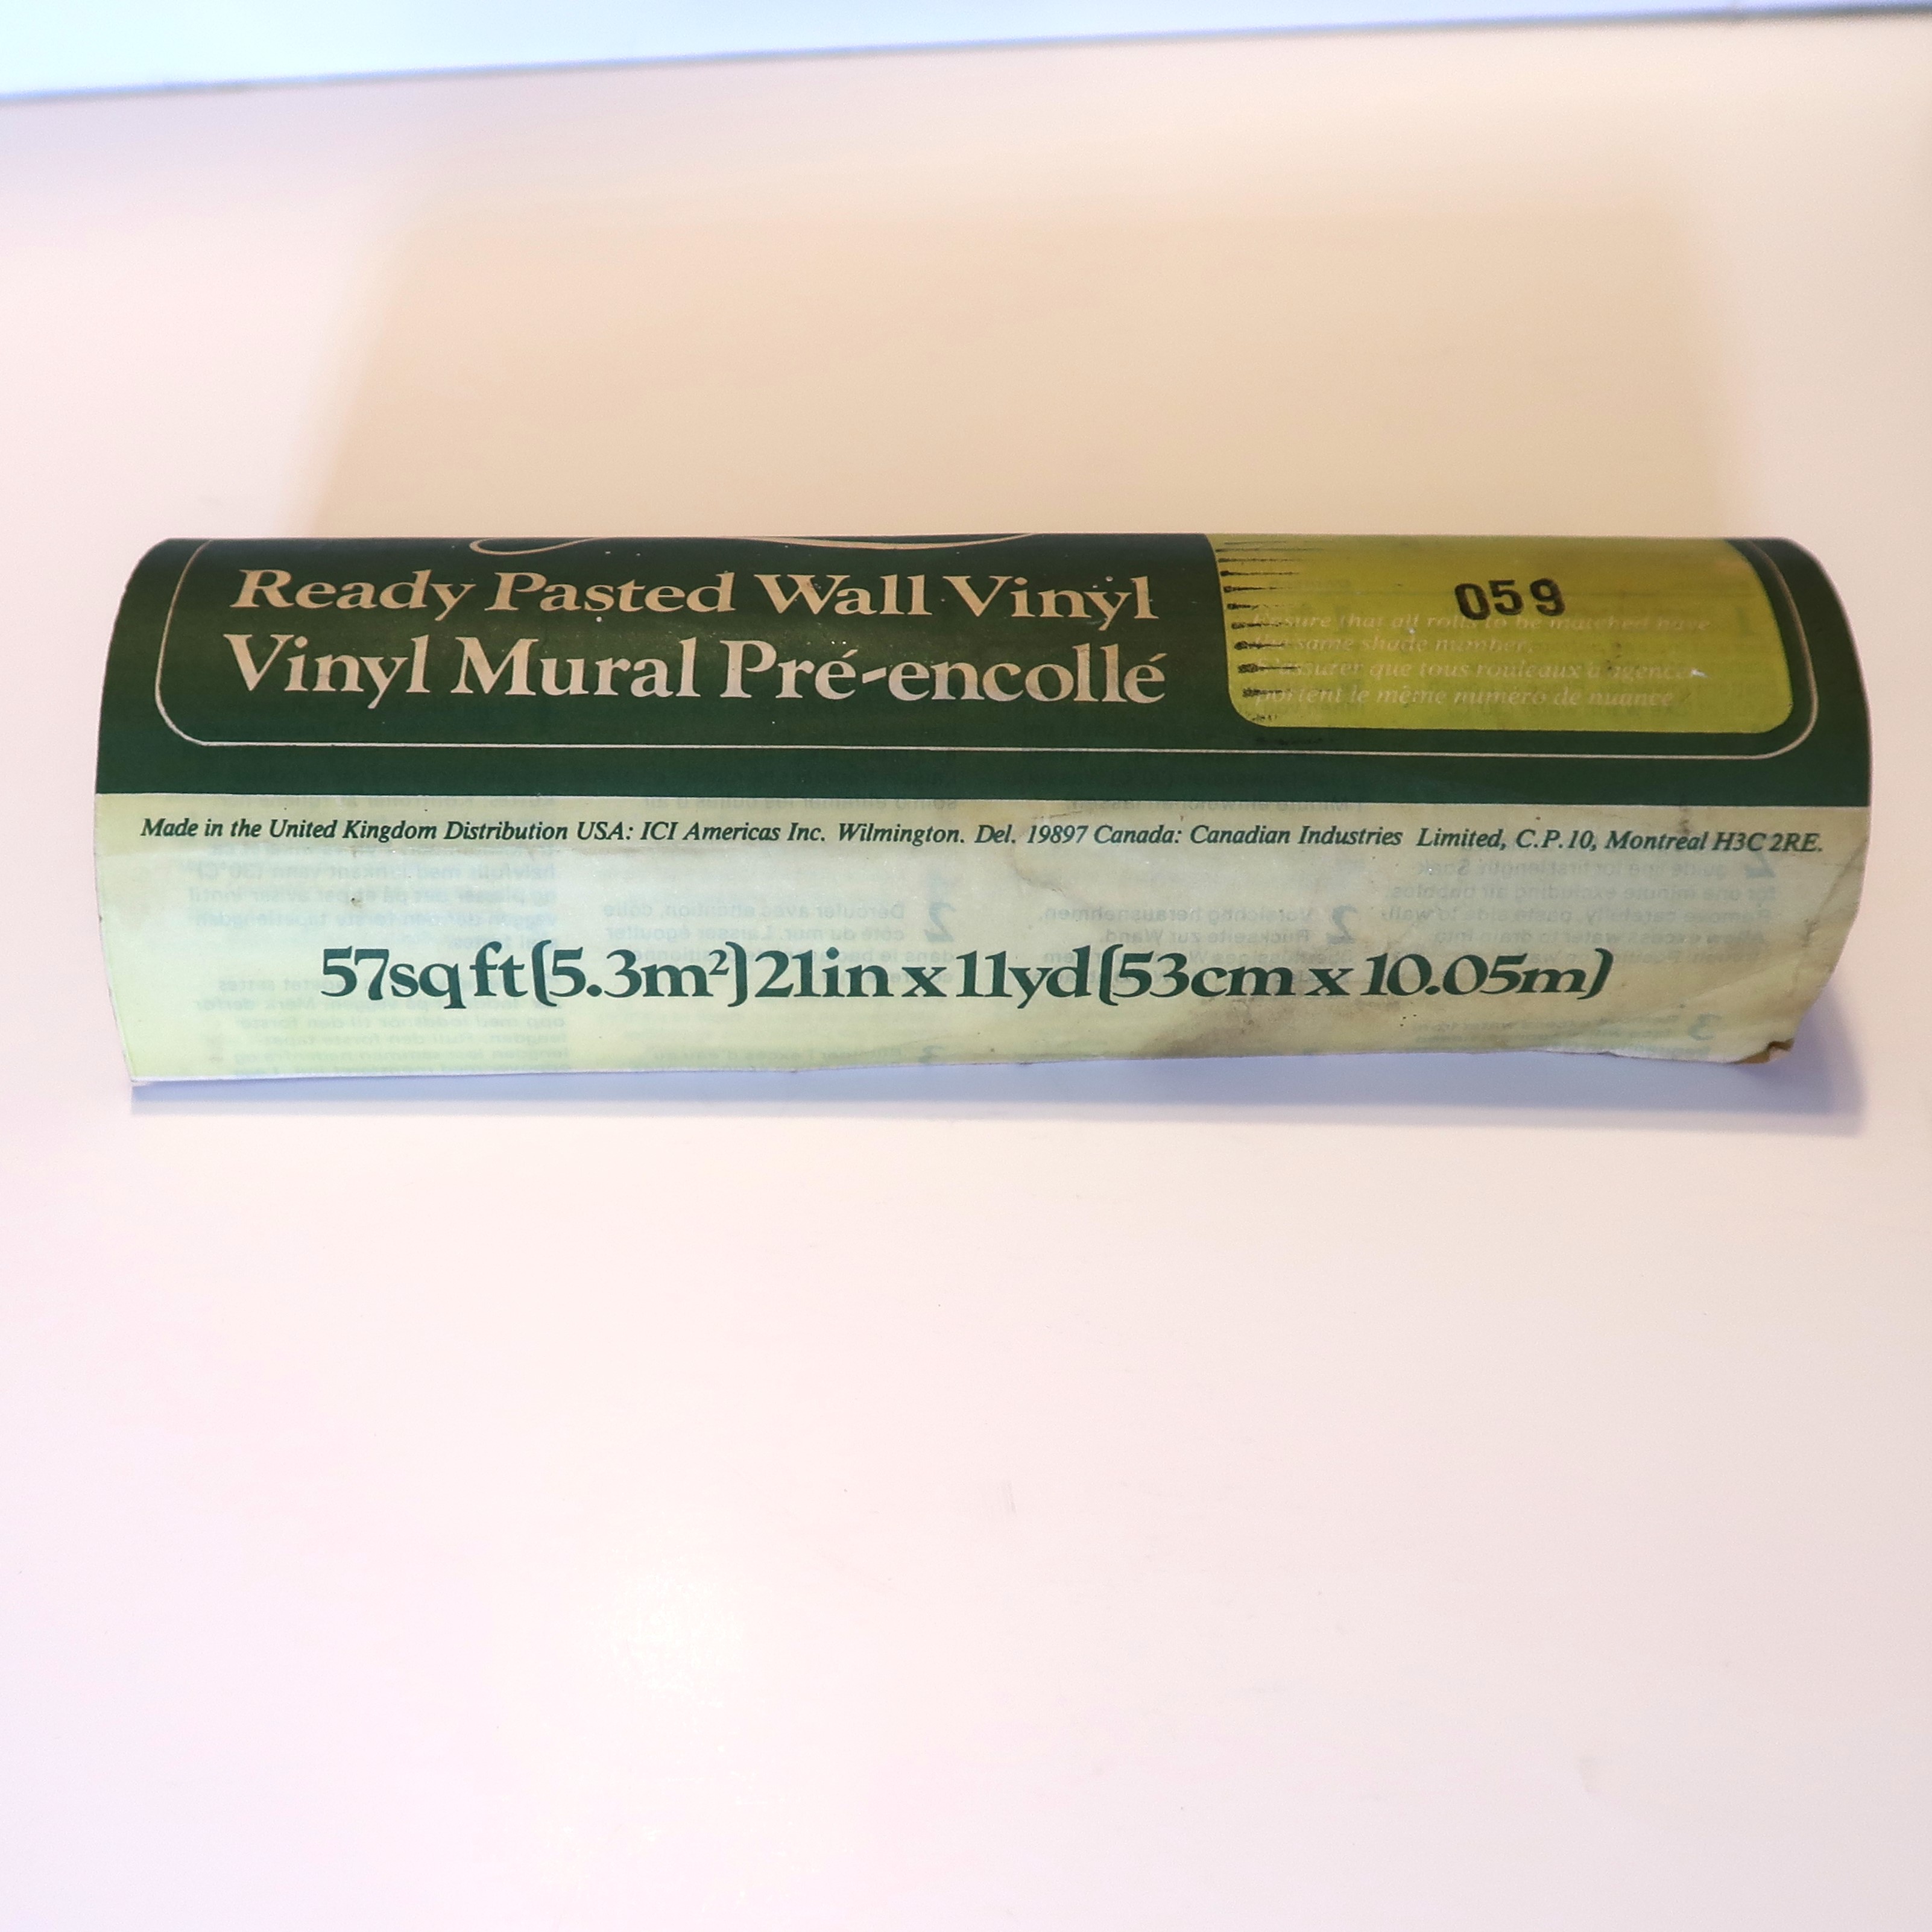 Ready Pasted Wall Vinyl
Vinyl Mural Pré-encollé
059
Ensure that all rolls to be matched have
the same shade number.
S'assurer que tous rouleaux à agencer
portent le même numéro de nuance
Made in the United Kingdom Distribution USA: ICI Americas Inc. Wilmington. Del. 19897 Canada: Canadian Industries Limited, C.P.10, Montreal H3C 2RE.
57sq ft (5.3m²) 21in x 11yd (53cm x 10.05m)